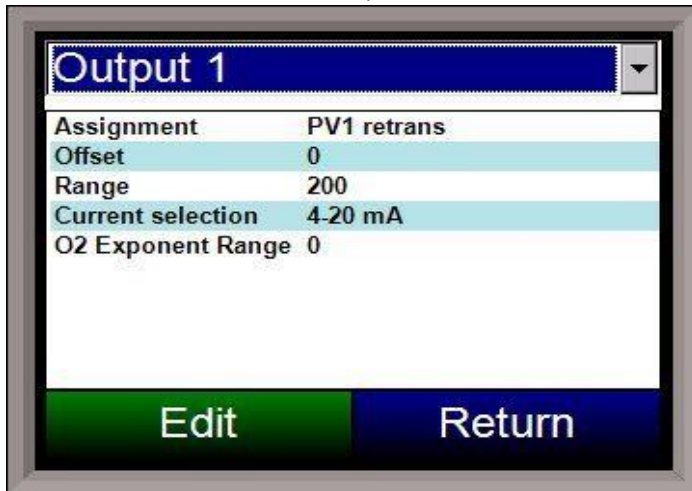 Output 1
Assignment PV1 retrans
Offset 0
Range 200
Current selection 4-20 mA
O2 Exponent Range 0
Edit Return